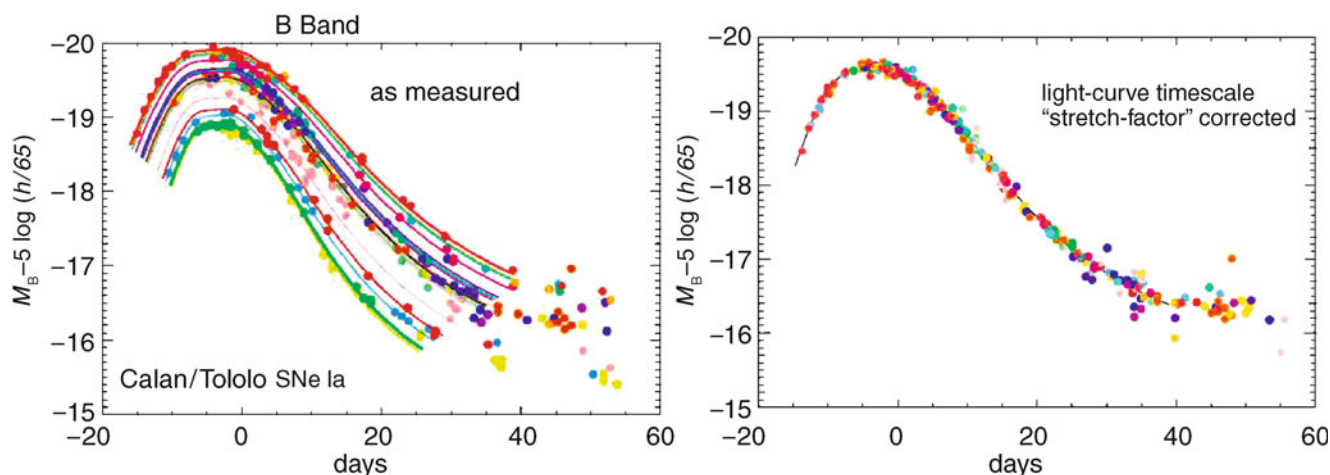 B Band
−20
−19
−18
−17
−16
−15
M_B−5 log (h/65)
as measured
Calan/Tololo SNe Ia
−20
0
20
40
60
days
−20
−19
−18
−17
−16
−15
M_B−5 log (h/65)
light-curve timescale
“stretch-factor” corrected
−20
0
20
40
60
days